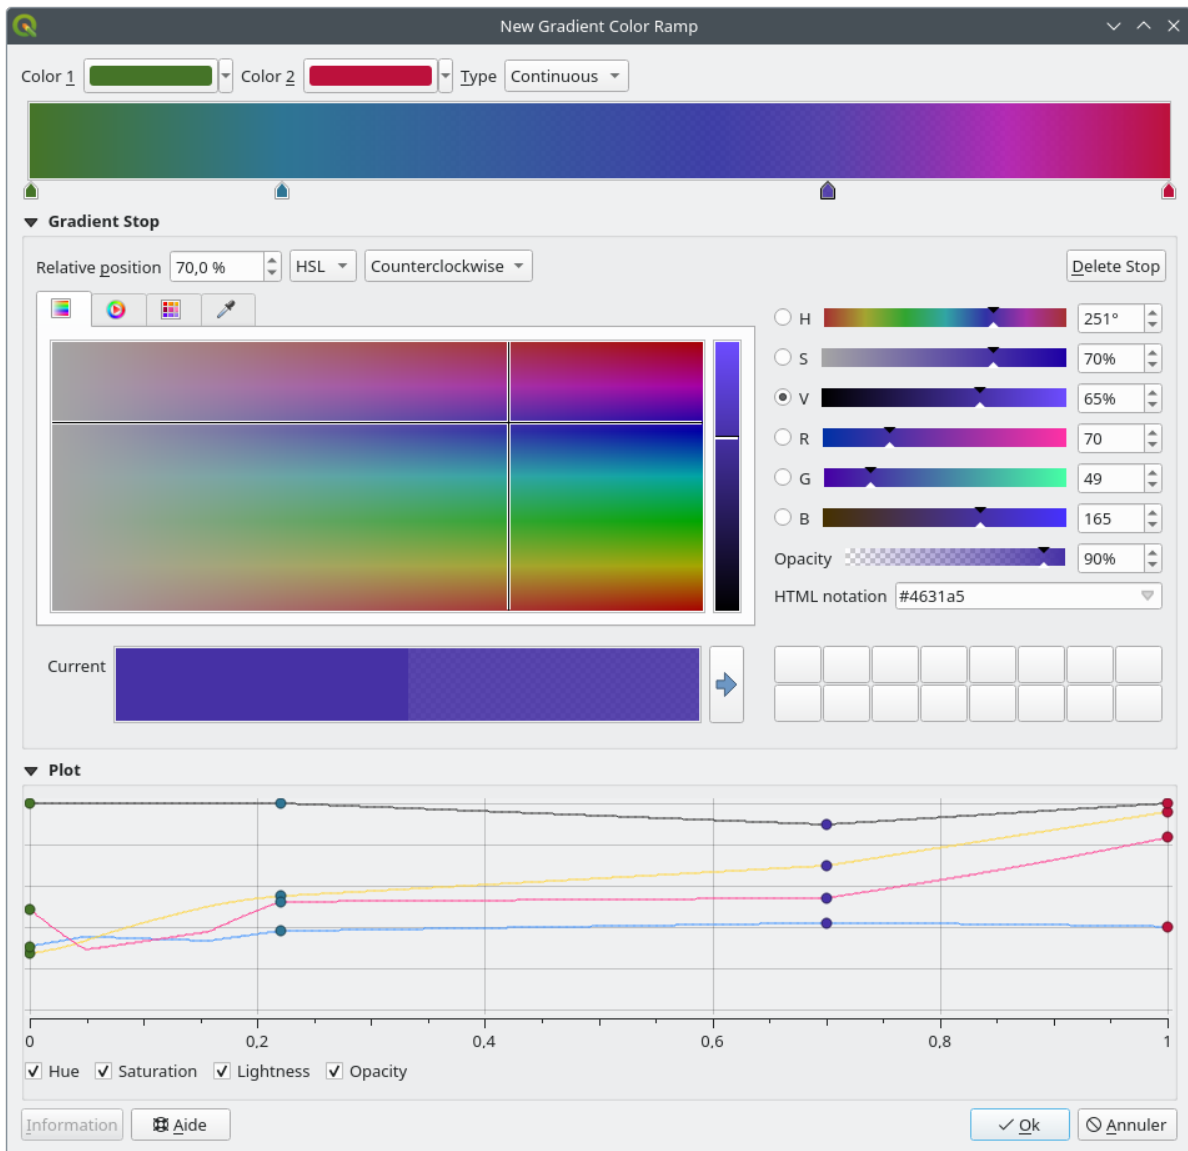 New Gradient Color Ramp
Color 1 Color 2 Type Continuous
Gradient Stop
Relative position 70,0 % HSL Counterclockwise Delete Stop
H 251°
S 70%
V 65%
R 70
G 49
B 165
Opacity 90%
HTML notation #4631a5
Current
Plot
0 0,2 0,4 0,6 0,8 1
Hue Saturation Lightness Opacity
Information Aide Ok Annuler